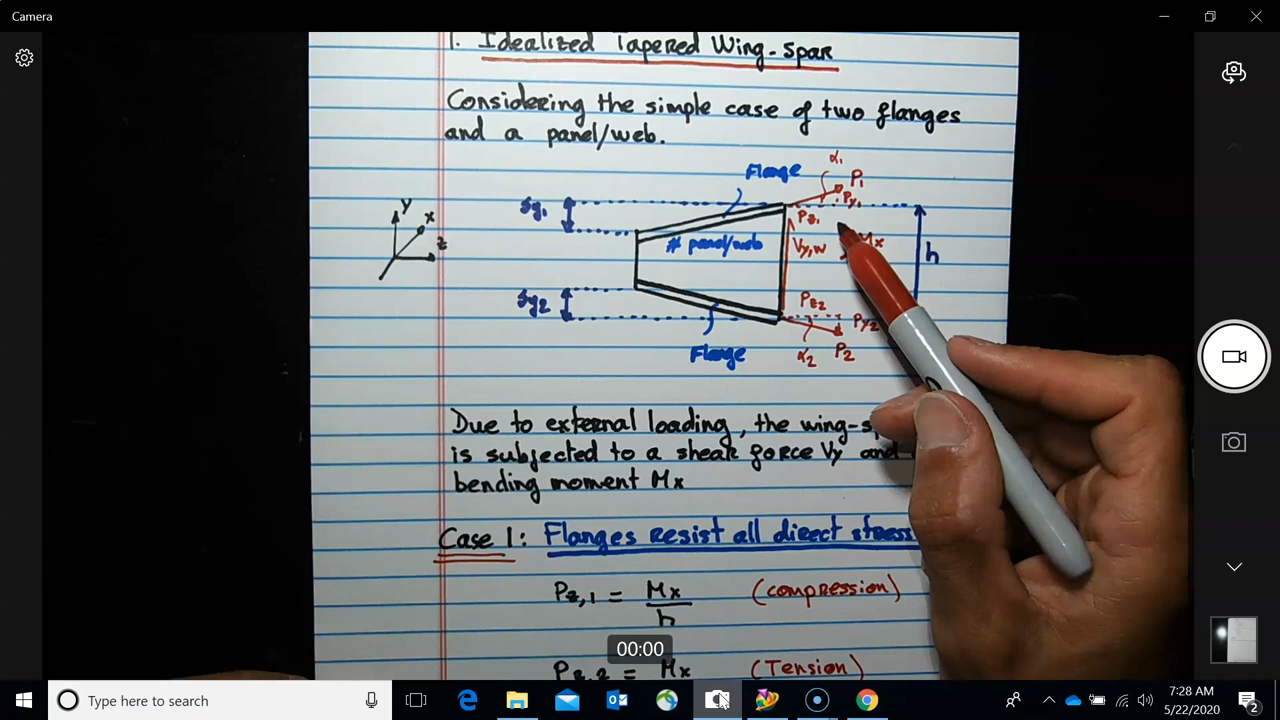 Camera
1. Idealized Tapered Wing-spar
Considering the simple case of two flanges
and a panel/web.
α1
Flange
P1
Py1
y
x
z
δy1
Pz1
# panel/web
Vy,w
Mx
h
δy2
Pz2
Py2
Flange
α2
P2
Due to external loading, the wing-
is subjected to a shear force Vy and
bending moment Mx
Case 1: Flanges resist all direct stress
Pz,1 = Mx
h
(compression)
00:00
Pz,2 = Mx
(Tension)
Type here to search
7:28 AM
5/22/2020
2